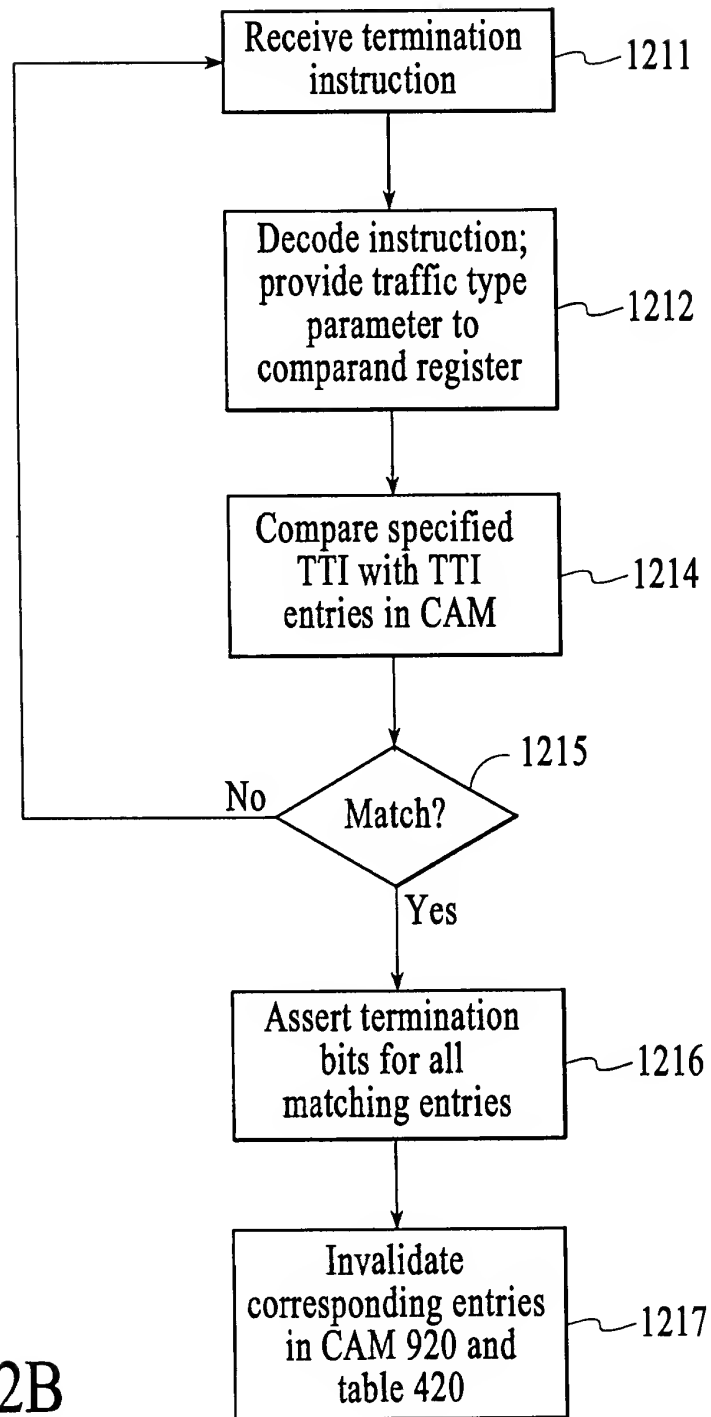 Receive termination
instruction
1211
Decode instruction;
provide traffic type
parameter to
comparand register
1212
Compare specified
TTI with TTI
entries in CAM
1214
1215
No
Match?
Yes
Assert termination
bits for all
matching entries
1216
Invalidate
corresponding entries
in CAM 920 and
table 420
1217
2B